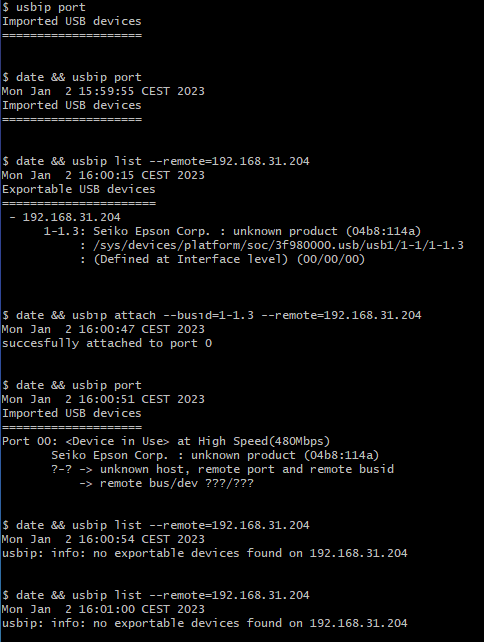 $ usbip port
Imported USB devices
====================
$ date && usbip port
Mon Jan  2 15:59:55 CEST 2023
Imported USB devices
====================
$ date && usbip list --remote=192.168.31.204
Mon Jan  2 16:00:15 CEST 2023
Exportable USB devices
======================
 - 192.168.31.204
      1-1.3: Seiko Epson Corp. : unknown product (04b8:114a)
           : /sys/devices/platform/soc/3f980000.usb/usb1/1-1/1-1.3
           : (Defined at Interface level) (00/00/00)
$ date && usbip attach --busid=1-1.3 --remote=192.168.31.204
Mon Jan  2 16:00:47 CEST 2023
succesfully attached to port 0
$ date && usbip port
Mon Jan  2 16:00:51 CEST 2023
Imported USB devices
====================
Port 00: <Device in Use> at High Speed(480Mbps)
       Seiko Epson Corp. : unknown product (04b8:114a)
       ?-? -> unknown host, remote port and remote busid
           -> remote bus/dev ???/???
$ date && usbip list --remote=192.168.31.204
Mon Jan  2 16:00:54 CEST 2023
usbip: info: no exportable devices found on 192.168.31.204
$ date && usbip list --remote=192.168.31.204
Mon Jan  2 16:01:00 CEST 2023
usbip: info: no exportable devices found on 192.168.31.204